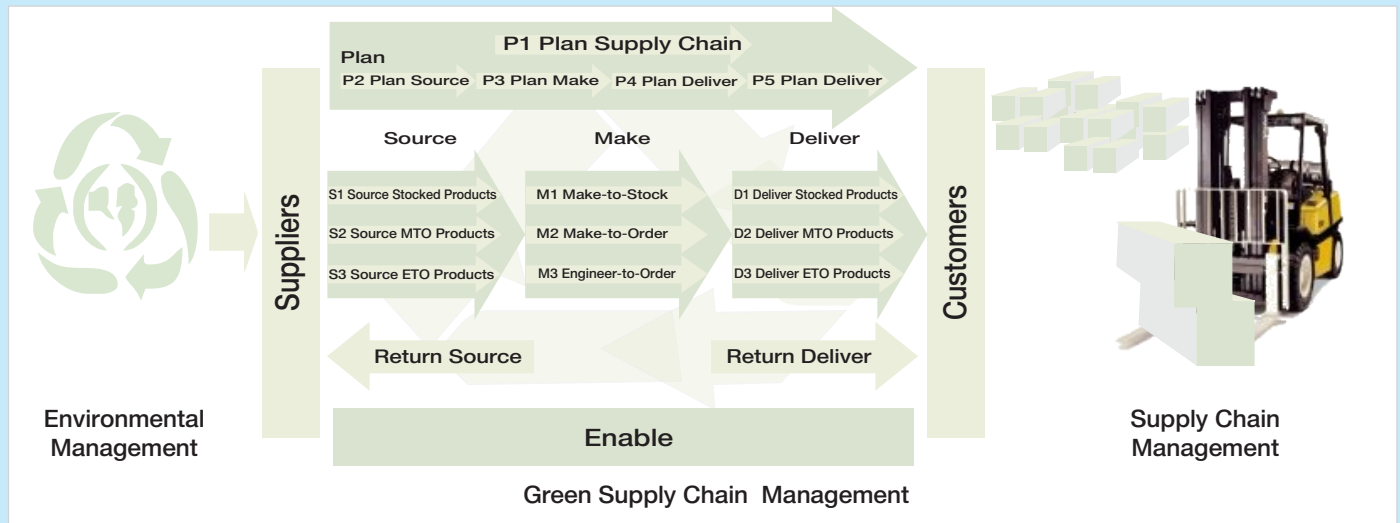 P1 Plan Supply Chain
Plan
P2 Plan Source
P3 Plan Make
P4 Plan Deliver
P5 Plan Deliver
Source
Make
Deliver
Suppliers
S1 Source Stocked Products
M1 Make-to-Stock
D1 Deliver Stocked Products
S2 Source MTO Products
M2 Make-to-Order
D2 Deliver MTO Products
S3 Source ETO Products
M3 Engineer-to-Order
D3 Deliver ETO Products
Customers
Return Source
Return Deliver
Environmental
Management
Enable
Supply Chain
Management
Green Supply Chain Management